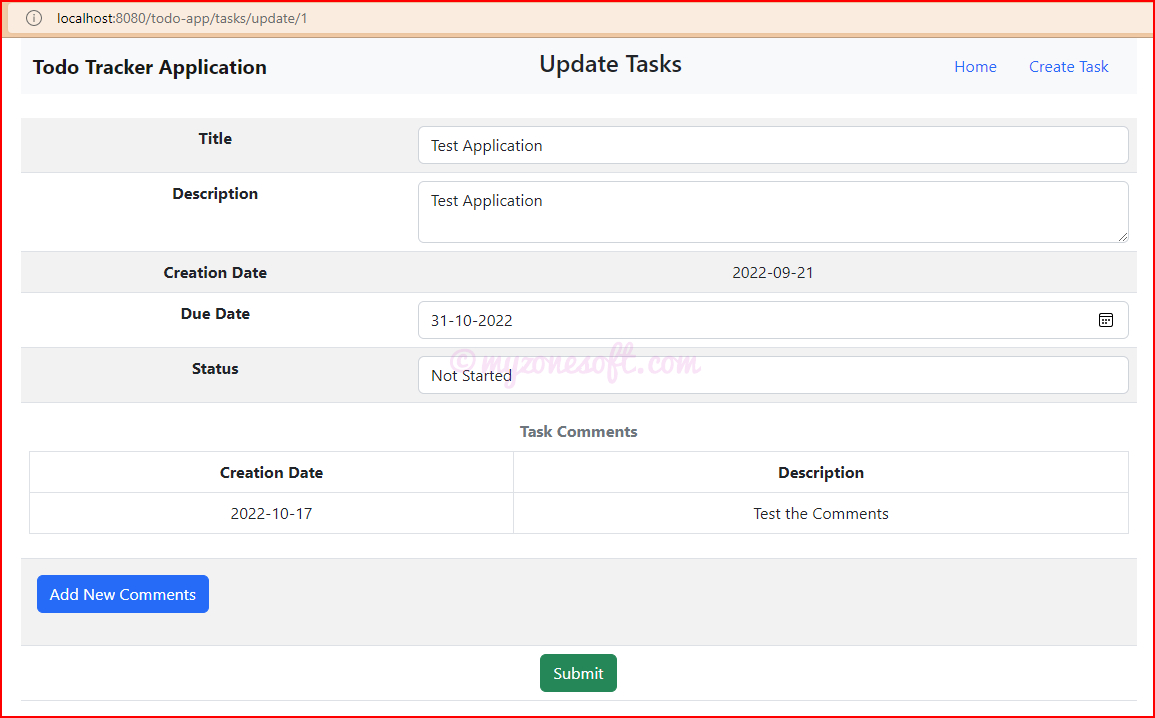 localhost:8080/todo-app/tasks/update/1
Todo Tracker Application Update Tasks Home Create Task
Title Test Application
Description Test Application
Creation Date 2022-09-21
Due Date 31-10-2022
Status Not Started
© myzonesoft.com
Task Comments
Creation Date Description
2022-10-17 Test the Comments
Add New Comments
Submit